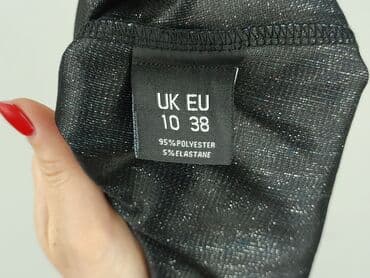 UK EU
10 38
95%POLYESTER
5%ELASTANE